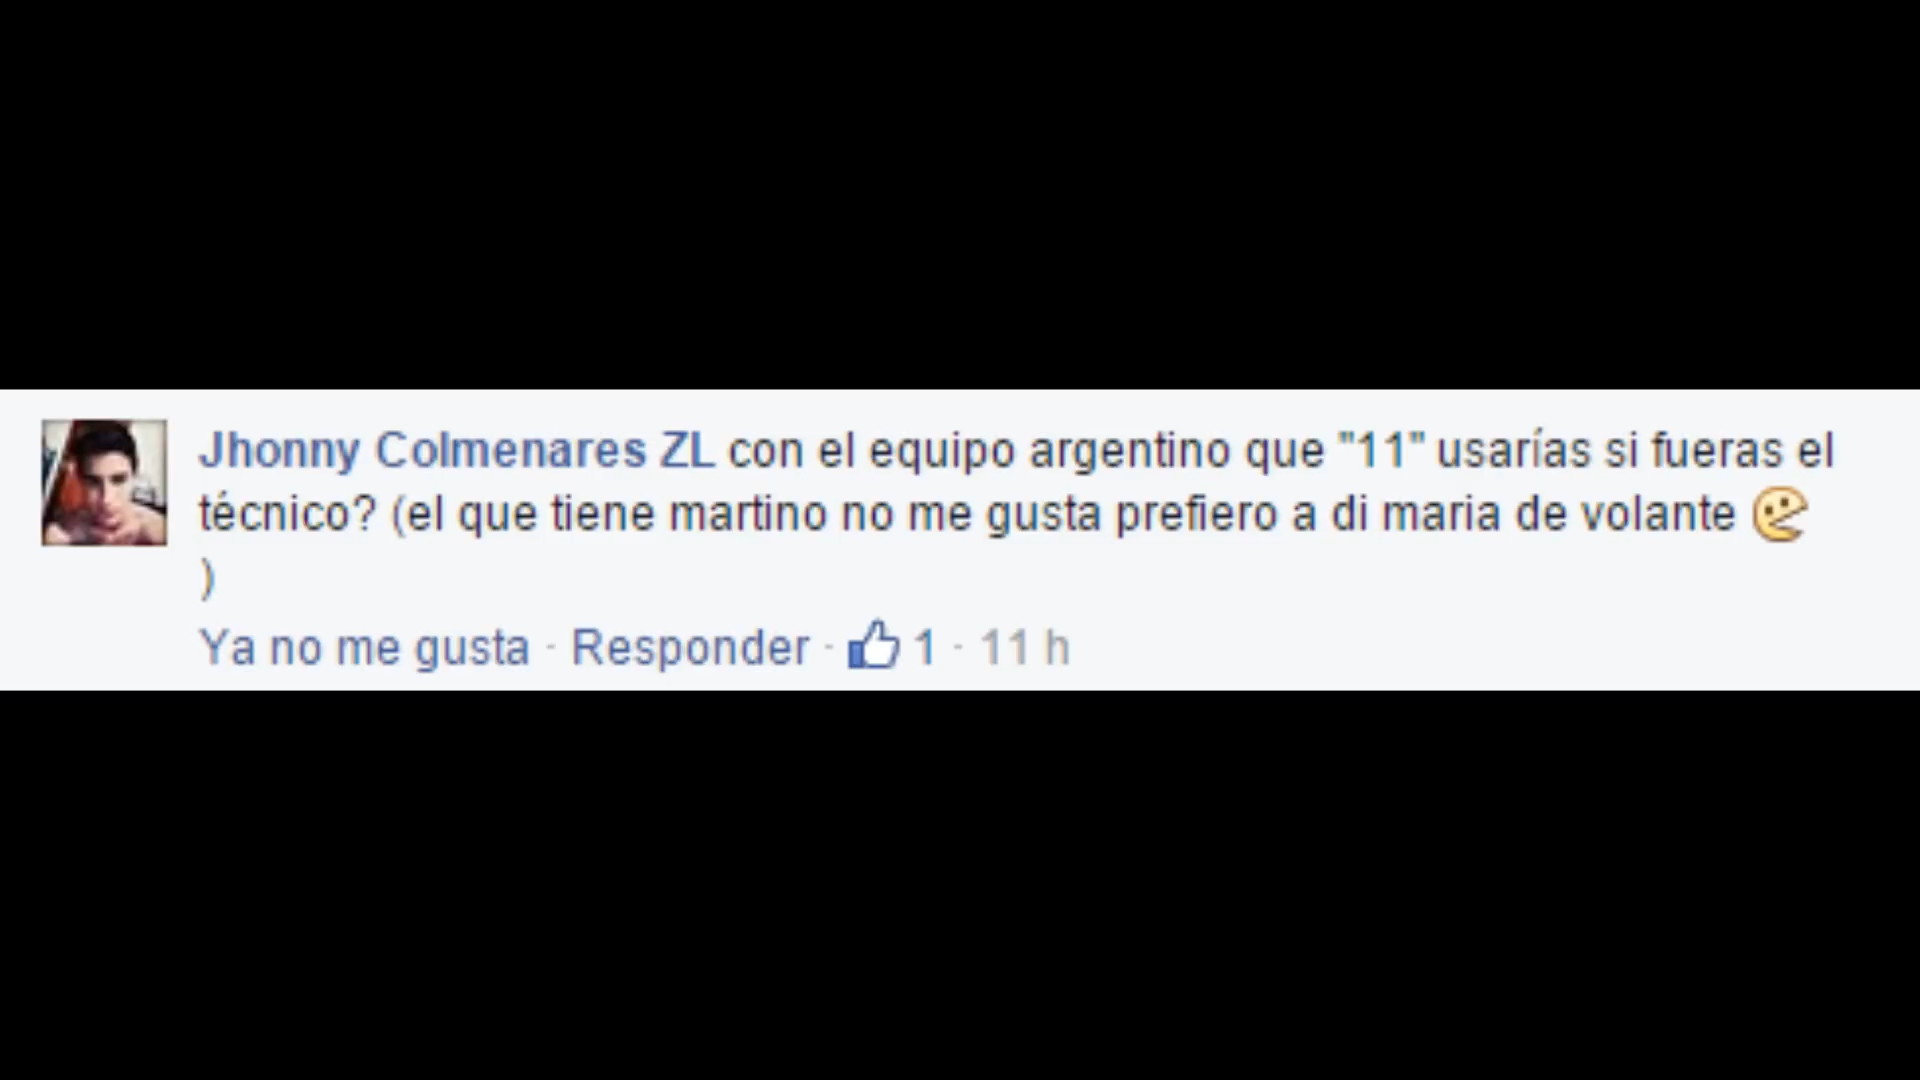 Jhonny Colmenares ZL con el equipo argentino que "11" usarías si fueras el
técnico? (el que tiene martino no me gusta prefiero a di maria de volante
)
Ya no me gusta · Responder · 1 · 11 h